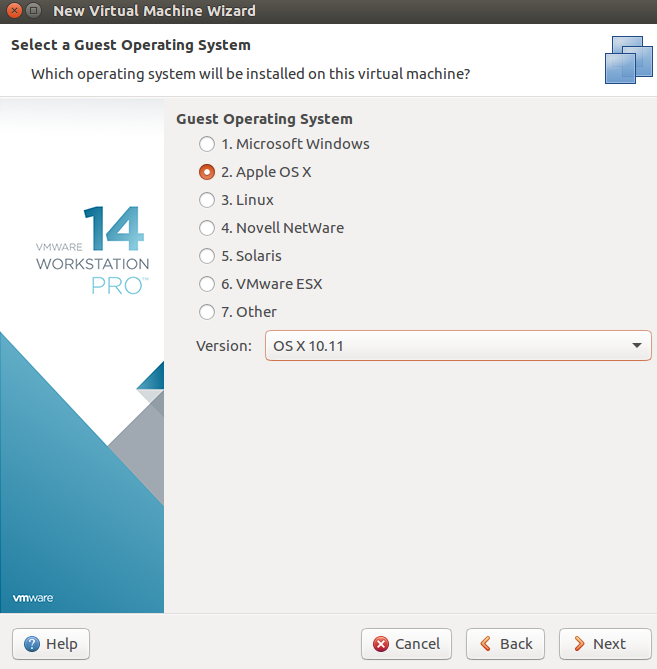 New Virtual Machine Wizard
Select a Guest Operating System
Which operating system will be installed on this virtual machine?
Guest Operating System
1. Microsoft Windows
2. Apple OS X
3. Linux
4. Novell NetWare
5. Solaris
6. VMware ESX
7. Other
Version: OS X 10.11
VMWARE 14
WORKSTATION
PRO™
vmware
Help Cancel Back Next